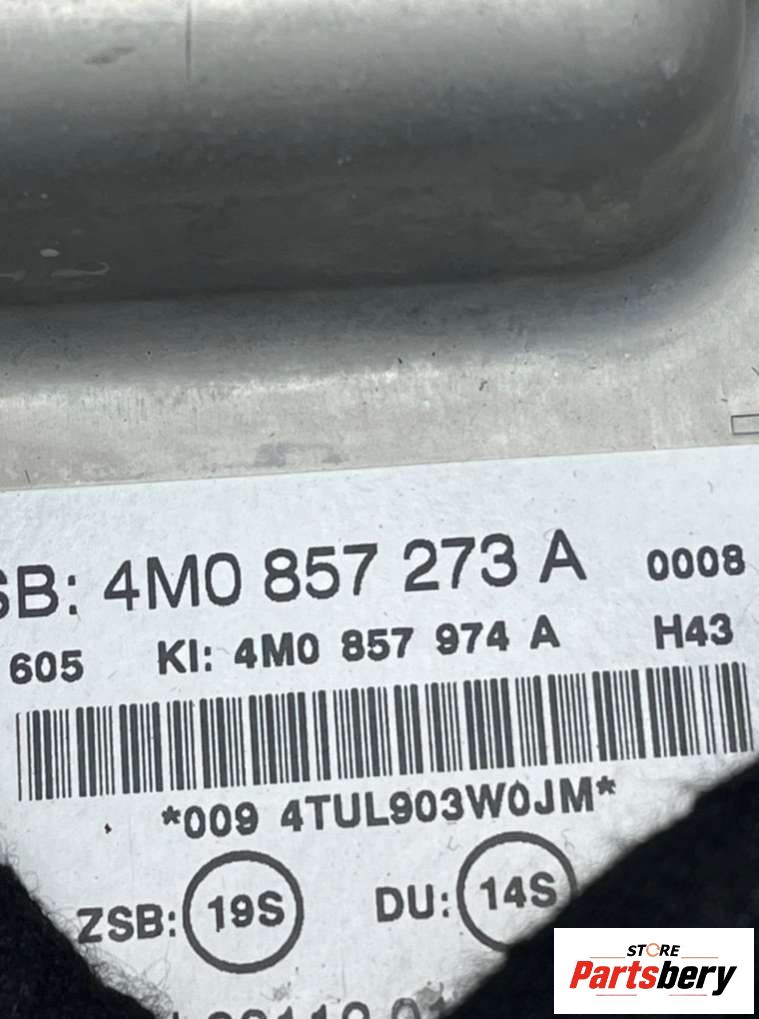 SB: 4M0 857 273 A 0008
605 KI: 4M0 857 974 A H43
*009 4TUL903W0JM*
ZSB: 19S DU: 14S
STORE
Partsbery